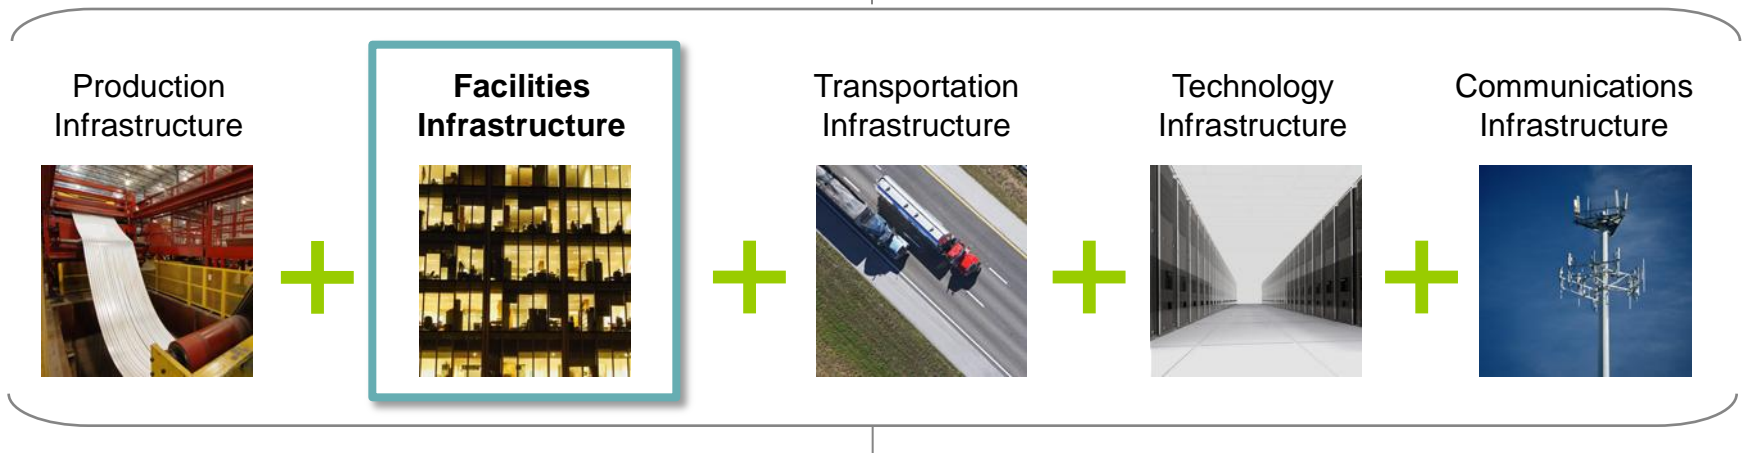 Production
Infrastructure
Facilities
Infrastructure
Transportation
Infrastructure
Technology
Infrastructure
Communications
Infrastructure